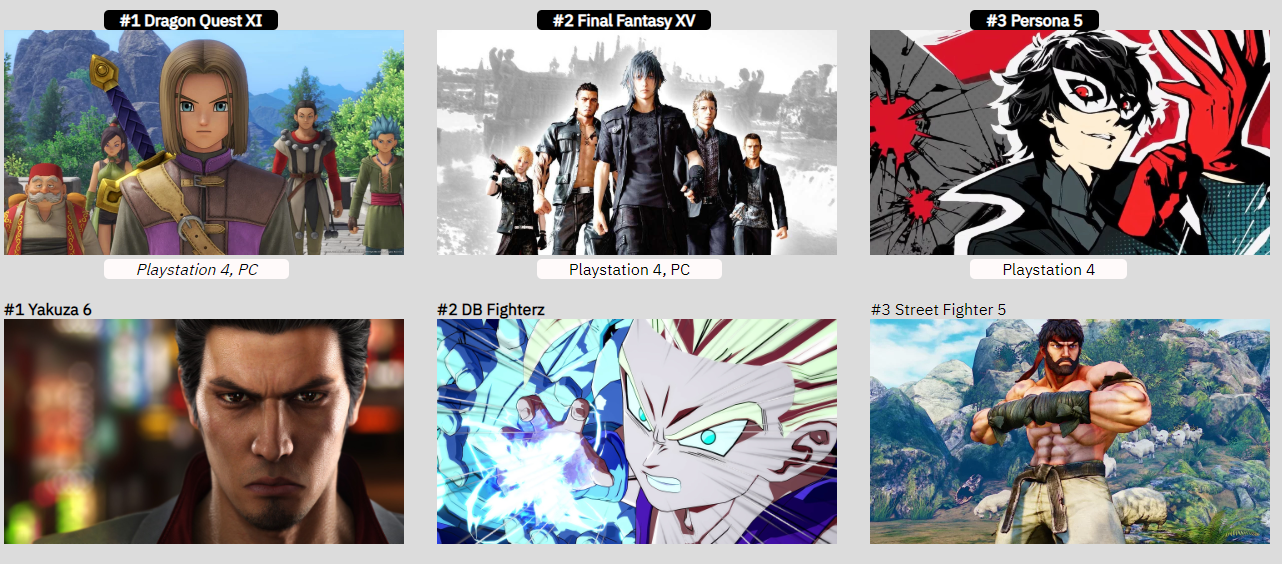 #1 Dragon Quest XI
#2 Final Fantasy XV
#3 Persona 5
Playstation 4, PC
Playstation 4, PC
Playstation 4
#1 Yakuza 6
#2 DB Fighterz
#3 Street Fighter 5